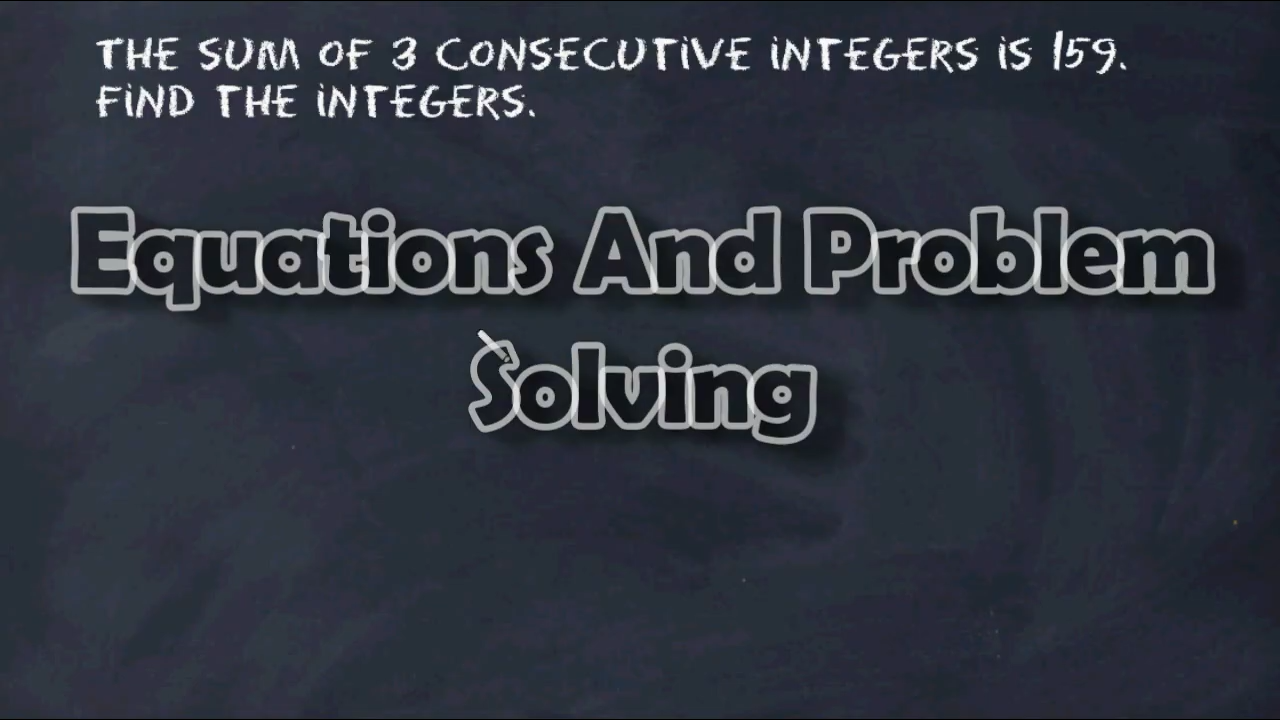 THE SUM OF 3 CONSECUTIVE INTEGERS IS 159.
FIND THE INTEGERS.
Equations And Problem
Solving